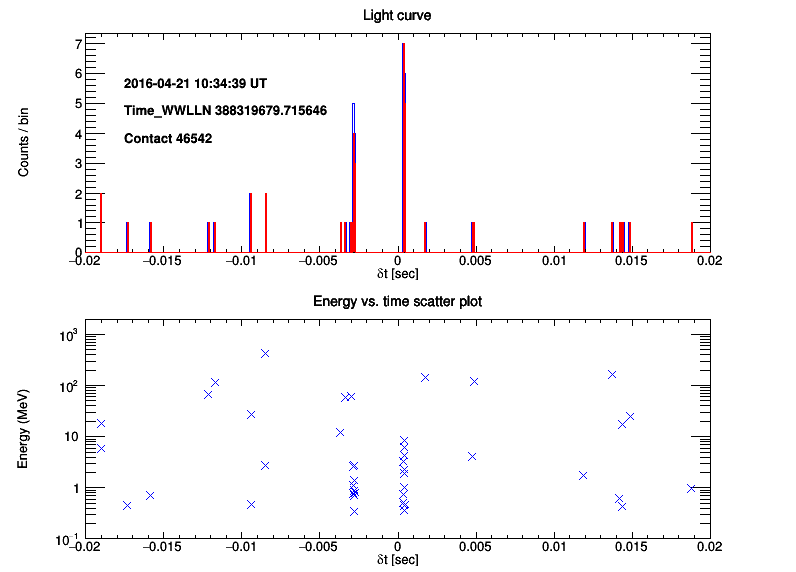 Light curve
7
6
5
4
3
2
1
0
Counts / bin
2016-04-21 10:34:39 UT
Time_WWLLN 388319679.715646
Contact 46542
−0.02 −0.015 −0.01 −0.005 0 0.005 0.01 0.015 0.02
δt [sec]
Energy vs. time scatter plot
10³
10²
10
1
10⁻¹
Energy (MeV)
−0.02 −0.015 −0.01 −0.005 0 0.005 0.01 0.015 0.02
δt [sec]